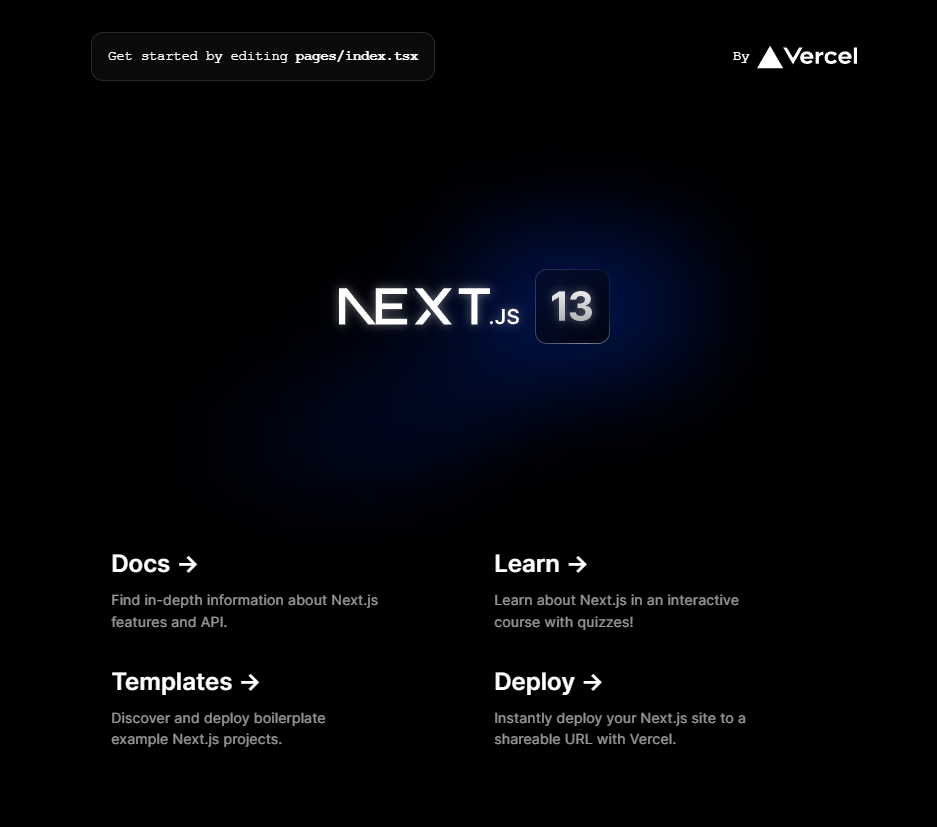 Get started by editing pages/index.tsx
By Vercel
NEXT.JS 13
Docs →
Find in-depth information about Next.js
features and API.
Learn →
Learn about Next.js in an interactive
course with quizzes!
Templates →
Discover and deploy boilerplate
example Next.js projects.
Deploy →
Instantly deploy your Next.js site to a
shareable URL with Vercel.